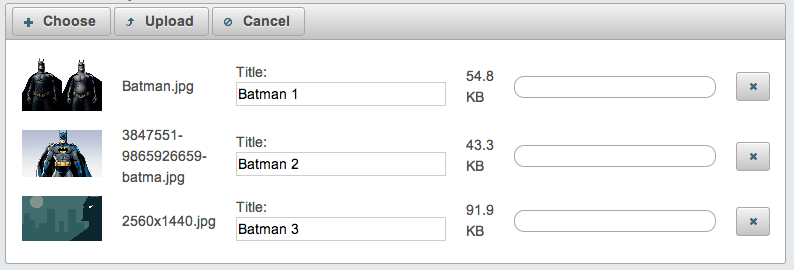 Choose Upload Cancel
Batman.jpg
Title:
Batman 1
54.8
KB
3847551-
9865926659-
batma.jpg
Title:
Batman 2
43.3
KB
2560x1440.jpg
Title:
Batman 3
91.9
KB